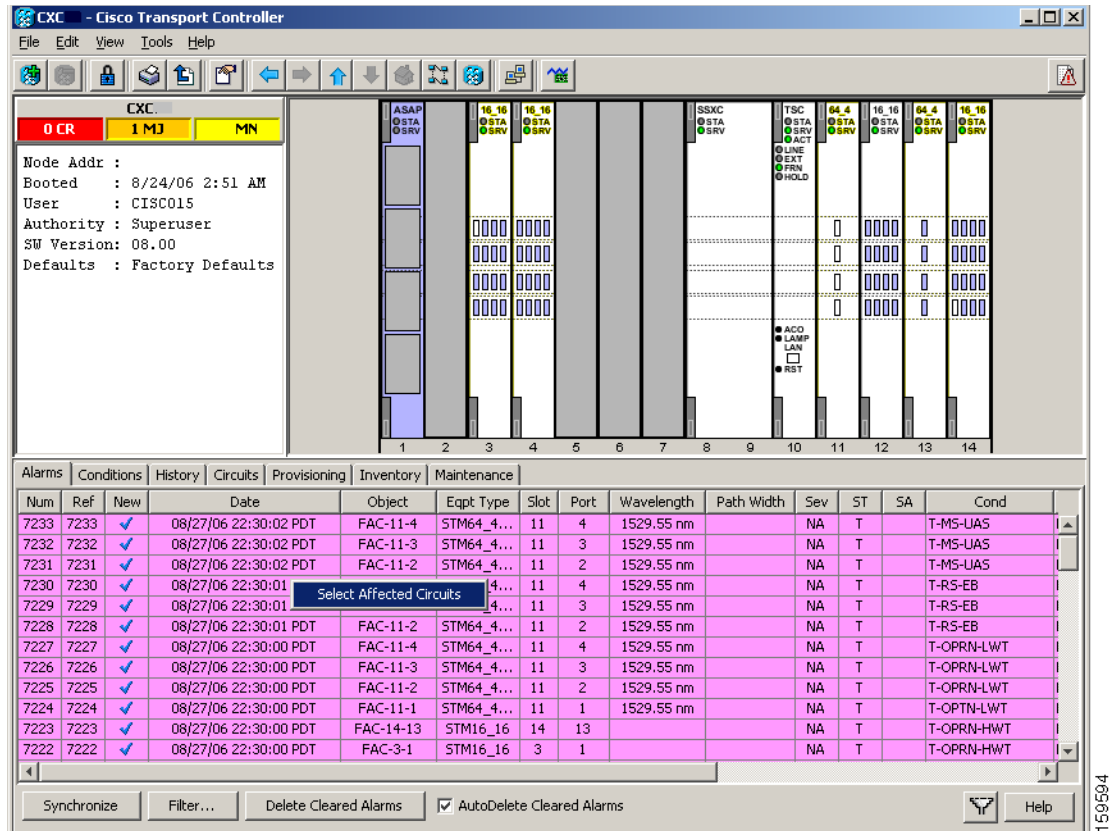 CXC - Cisco Transport Controller
File Edit View Tools Help
CXC.
0 CR 1 MJ MN
Node Addr :
Booted : 8/24/06 2:51 AM
User : CISCO15
Authority : Superuser
SW Version: 08.00
Defaults : Factory Defaults
ASAP 16_16 16_16 SSXC TSC 64_4 16_16 64_4 16_16
STA STA STA STA STA STA STA STA STA
SRV SRV SRV SRV SRV SRV SRV SRV SRV
ACT
LINE
EXT
FRN
HOLD
ACO
LAMP
LAN
RST
1 2 3 4 5 6 7 8 9 10 11 12 13 14
Alarms Conditions History Circuits Provisioning Inventory Maintenance
Num Ref New Date Object Eqpt Type Slot Port Wavelength Path Width Sev ST SA Cond
7233 7233 08/27/06 22:30:02 PDT FAC-11-4 STM64_4... 11 4 1529.55 nm NA T T-MS-UAS
7232 7232 08/27/06 22:30:02 PDT FAC-11-3 STM64_4... 11 3 1529.55 nm NA T T-MS-UAS
7231 7231 08/27/06 22:30:02 PDT FAC-11-2 STM64_4... 11 2 1529.55 nm NA T T-MS-UAS
7230 7230 08/27/06 22:30:01 4... 11 4 1529.55 nm NA T T-RS-EB
Select Affected Circuits
7229 7229 08/27/06 22:30:01 4... 11 3 1529.55 nm NA T T-RS-EB
7228 7228 08/27/06 22:30:01 PDT FAC-11-2 STM64_4... 11 2 1529.55 nm NA T T-RS-EB
7227 7227 08/27/06 22:30:00 PDT FAC-11-4 STM64_4... 11 4 1529.55 nm NA T T-OPRN-LWT
7226 7226 08/27/06 22:30:00 PDT FAC-11-3 STM64_4... 11 3 1529.55 nm NA T T-OPRN-LWT
7225 7225 08/27/06 22:30:00 PDT FAC-11-2 STM64_4... 11 2 1529.55 nm NA T T-OPRN-LWT
7224 7224 08/27/06 22:30:00 PDT FAC-11-1 STM64_4... 11 1 1529.55 nm NA T T-OPTN-LWT
7223 7223 08/27/06 22:30:00 PDT FAC-14-13 STM16_16 14 13 NA T T-OPRN-HWT
7222 7222 08/27/06 22:30:00 PDT FAC-3-1 STM16_16 3 1 NA T T-OPRN-HWT
Synchronize Filter... Delete Cleared Alarms AutoDelete Cleared Alarms Help
159594